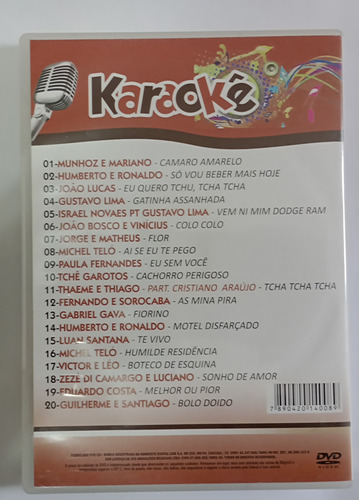 Karaokê
01-MUNHOZ E MARIANO - CAMARO AMARELO
02-HUMBERTO E RONALDO - SÓ VOU BEBER MAIS HOJE
03-JOÃO LUCAS - EU QUERO TCHU, TCHA TCHA
04-GUSTAVO LIMA - GATINHA ASSANHADA
05-ISRAEL NOVAES PT GUSTAVO LIMA - VEM NI MIM DODGE RAM
06-JOÃO BOSCO E VINÍCIUS - COLO COLO
07-JORGE E MATHEUS - FLOR
08-MICHEL TELÓ - AI SE EU TE PEGO
09-PAULA FERNANDES - EU SEM VOCÊ
10-TCHÊ GAROTOS - CACHORRO PERIGOSO
11-THAEME E THIAGO - PART. CRISTIANO ARAÚJO - TCHA TCHA TCHA
12-FERNANDO E SOROCABA - AS MINA PIRA
13-GABRIEL GAVA - FIORINO
14-HUMBERTO E RONALDO - MOTEL DISFARÇADO
15-LUAN SANTANA - TE VIVO
16-MICHEL TELÓ - HUMILDE RESIDÊNCIA
17-VICTOR E LÉO - BOTECO DE ESQUINA
18-ZEZÉ DI CAMARGO E LUCIANO - SONHO DE AMOR
19-EDUARDO COSTA - MELHOR OU PIOR
20-GUILHERME E SANTIAGO - BOLO DOIDO
7 890420 140089
DVD
VIDEO